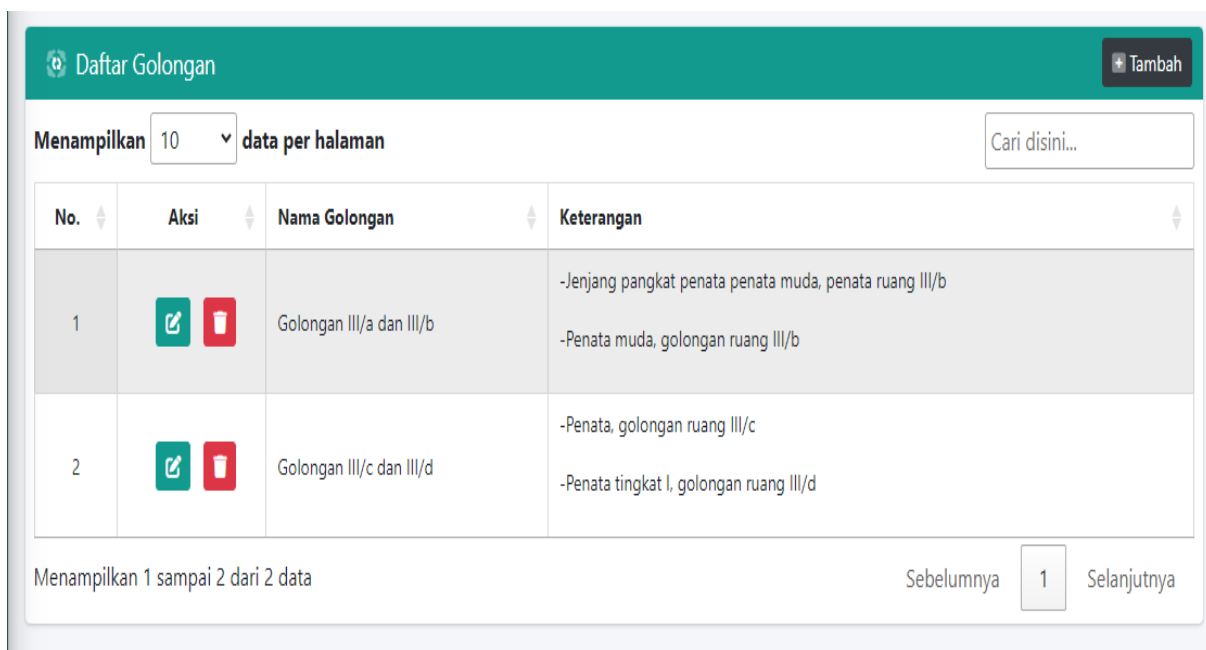 Daftar Golongan
Tambah
Menampilkan 10 data per halaman
Cari disini...
No. Aksi Nama Golongan Keterangan
1 Golongan III/a dan III/b
-Jenjang pangkat penata penata muda, penata ruang III/b
-Penata muda, golongan ruang III/b
2 Golongan III/c dan III/d
-Penata, golongan ruang III/c
-Penata tingkat I, golongan ruang III/d
Menampilkan 1 sampai 2 dari 2 data
Sebelumnya 1 Selanjutnya